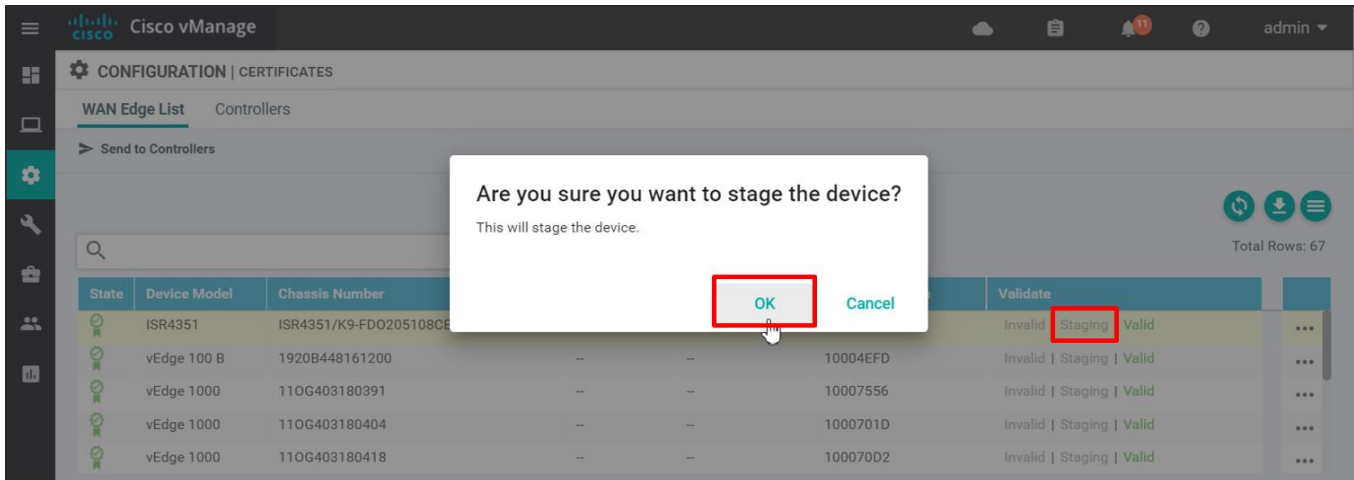 cisco Cisco vManage 11 admin
CONFIGURATION | CERTIFICATES
WAN Edge List Controllers
Send to Controllers
Are you sure you want to stage the device?
This will stage the device.
OK Cancel
Total Rows: 67
State Device Model Chassis Number Validate
ISR4351 ISR4351/K9-FDO205108CB Invalid | Staging | Valid
vEdge 100 B 1920B448161200 -- -- 10004EFD Invalid | Staging | Valid
vEdge 1000 11OG403180391 -- -- 10007556 Invalid | Staging | Valid
vEdge 1000 11OG403180404 -- -- 1000701D Invalid | Staging | Valid
vEdge 1000 11OG403180418 -- -- 100070D2 Invalid | Staging | Valid